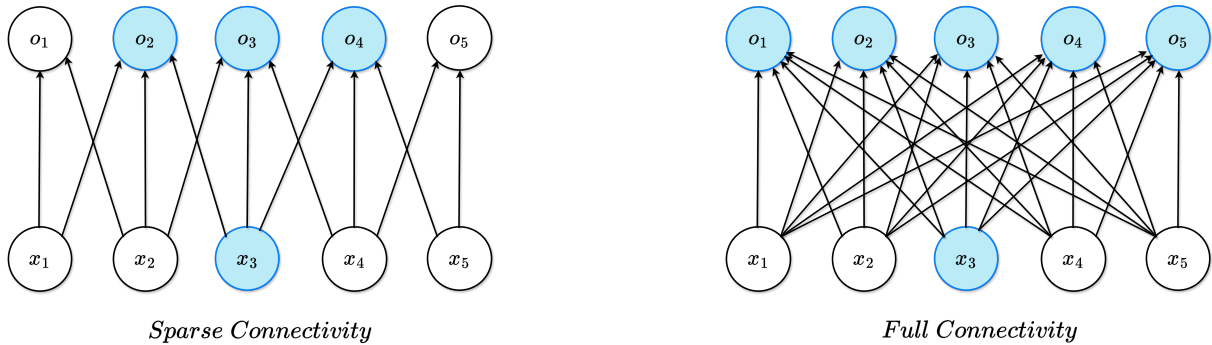 o₁ o₂ o₃ o₄ o₅ o₁ o₂ o₃ o₄ o₅
x₁ x₂ x₃ x₄ x₅ x₁ x₂ x₃ x₄ x₅
Sparse Connectivity Full Connectivity